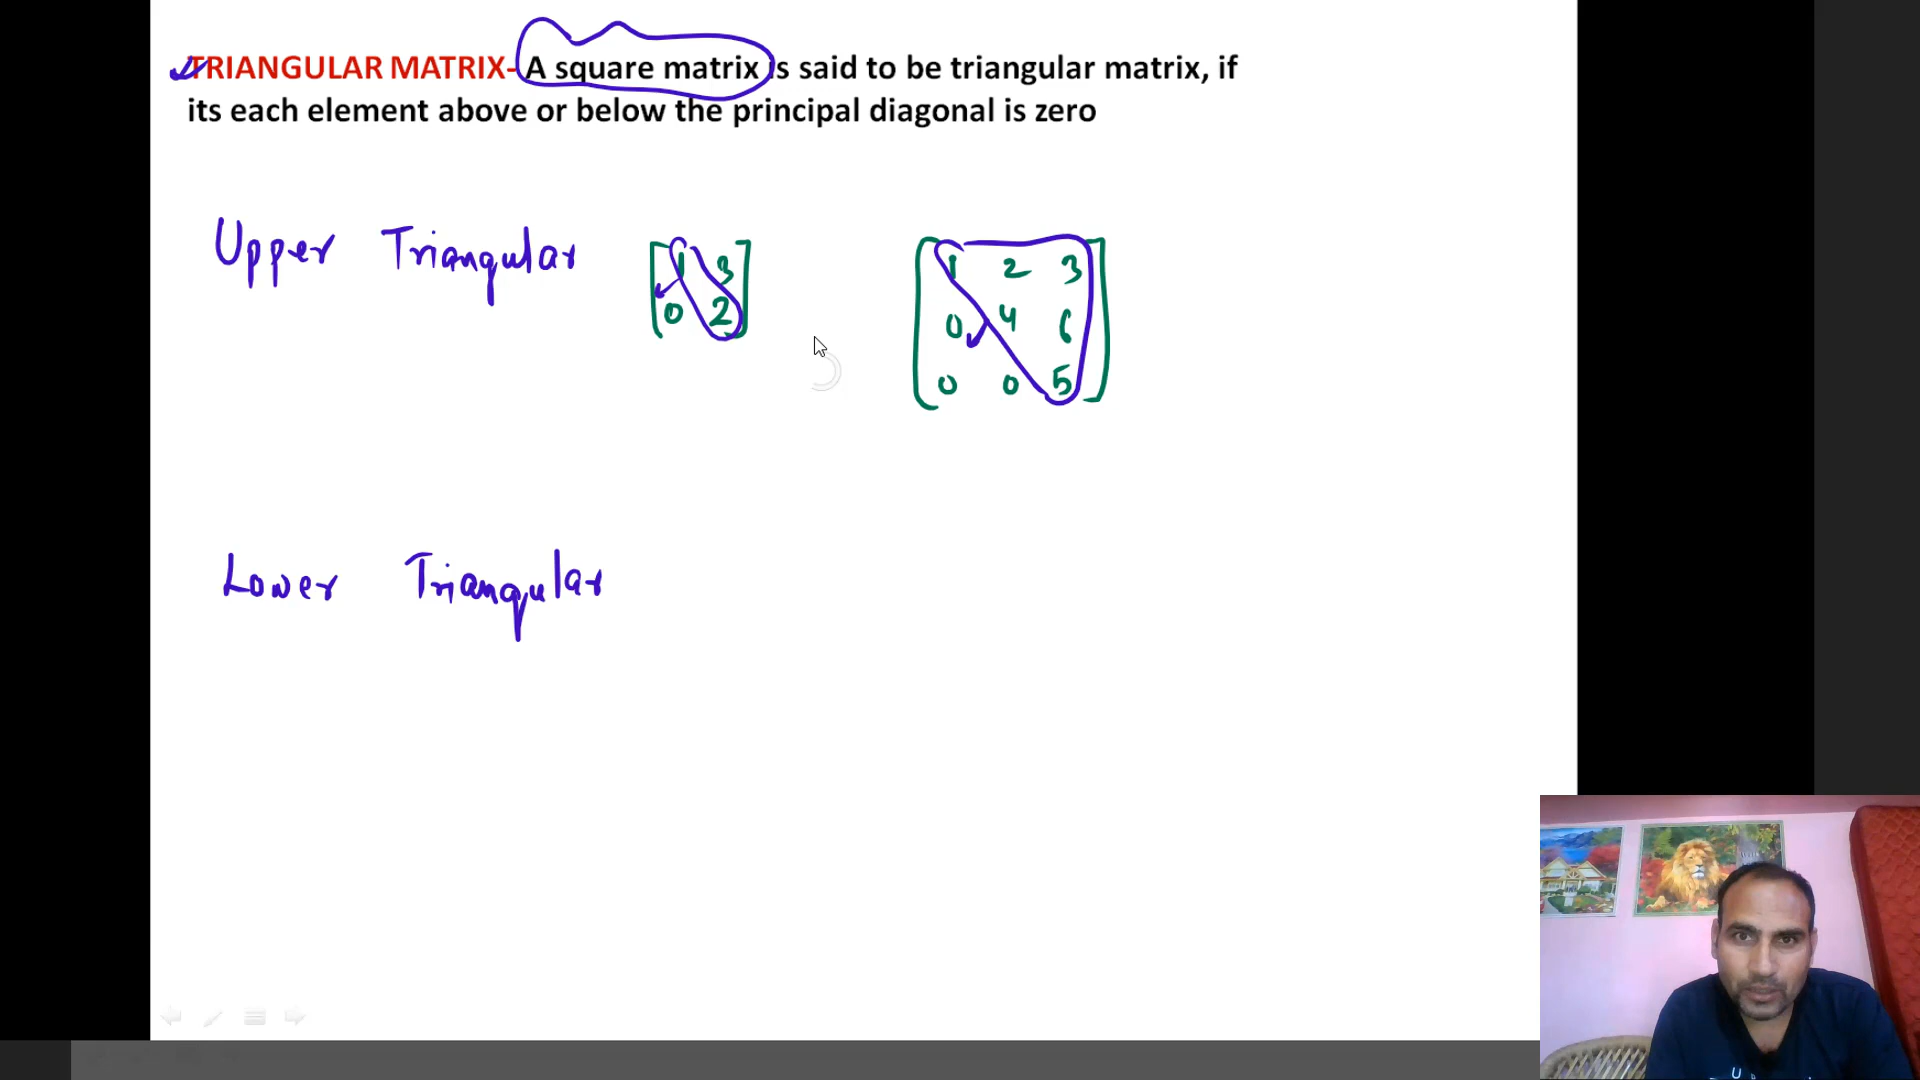 TRIANGULAR MATRIX- A square matrix is said to be triangular matrix, if
its each element above or below the principal diagonal is zero
Upper Triangular
1 3
0 2
1 2 3
0 4 6
0 0 5
Lower Triangular